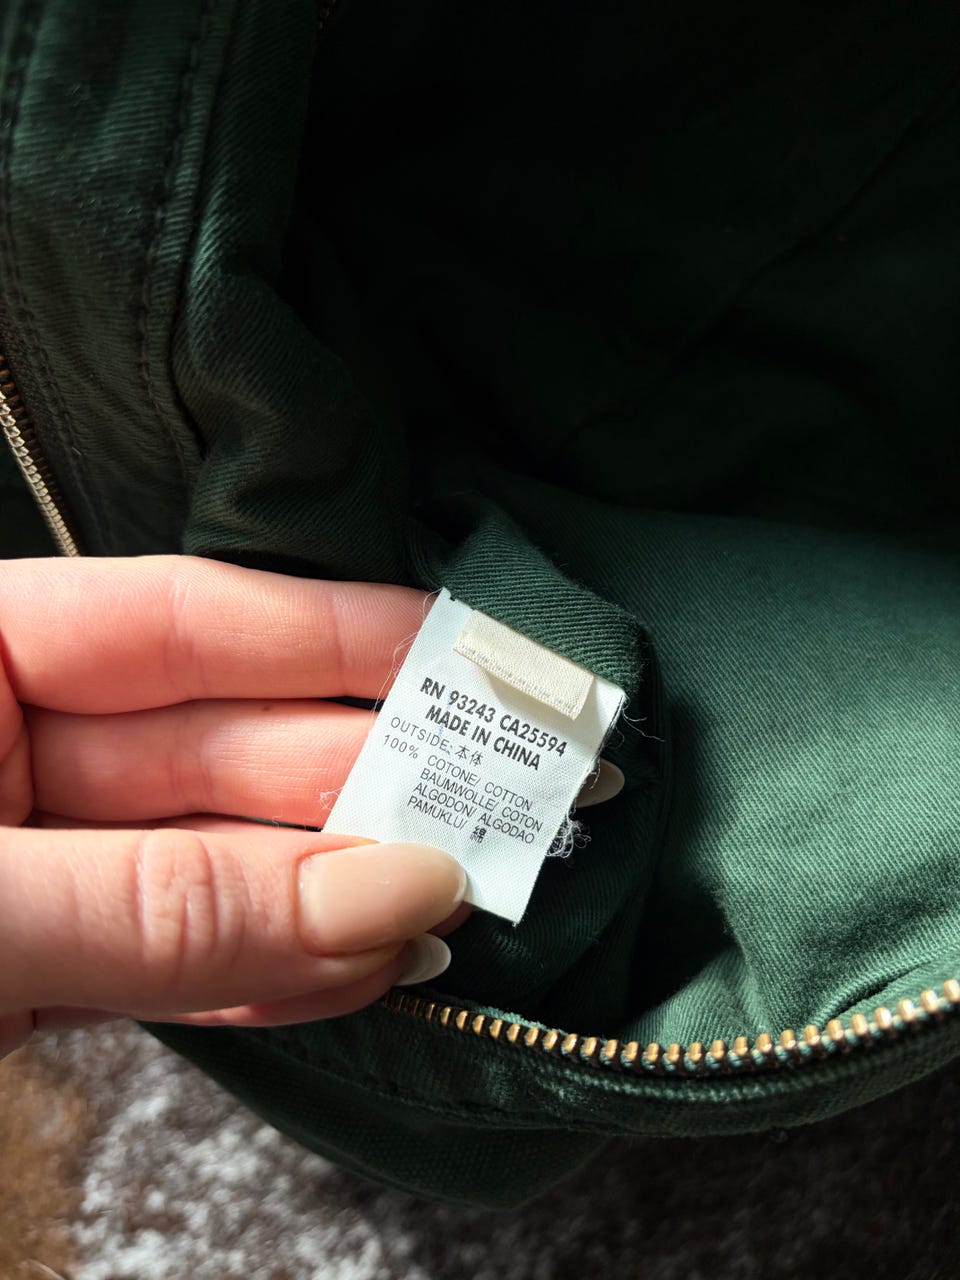 RN 93243 CA25594
MADE IN CHINA
OUTSIDE: 本体
100% COTONE/ COTTON
BAUMWOLLE/ COTON
ALGODON/ ALGODAO
PAMUKLU/ 綿